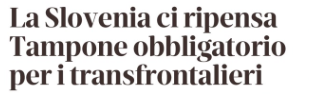 La Slovenia ci ripensa
Tampone obbligatorio
per i transfrontalieri